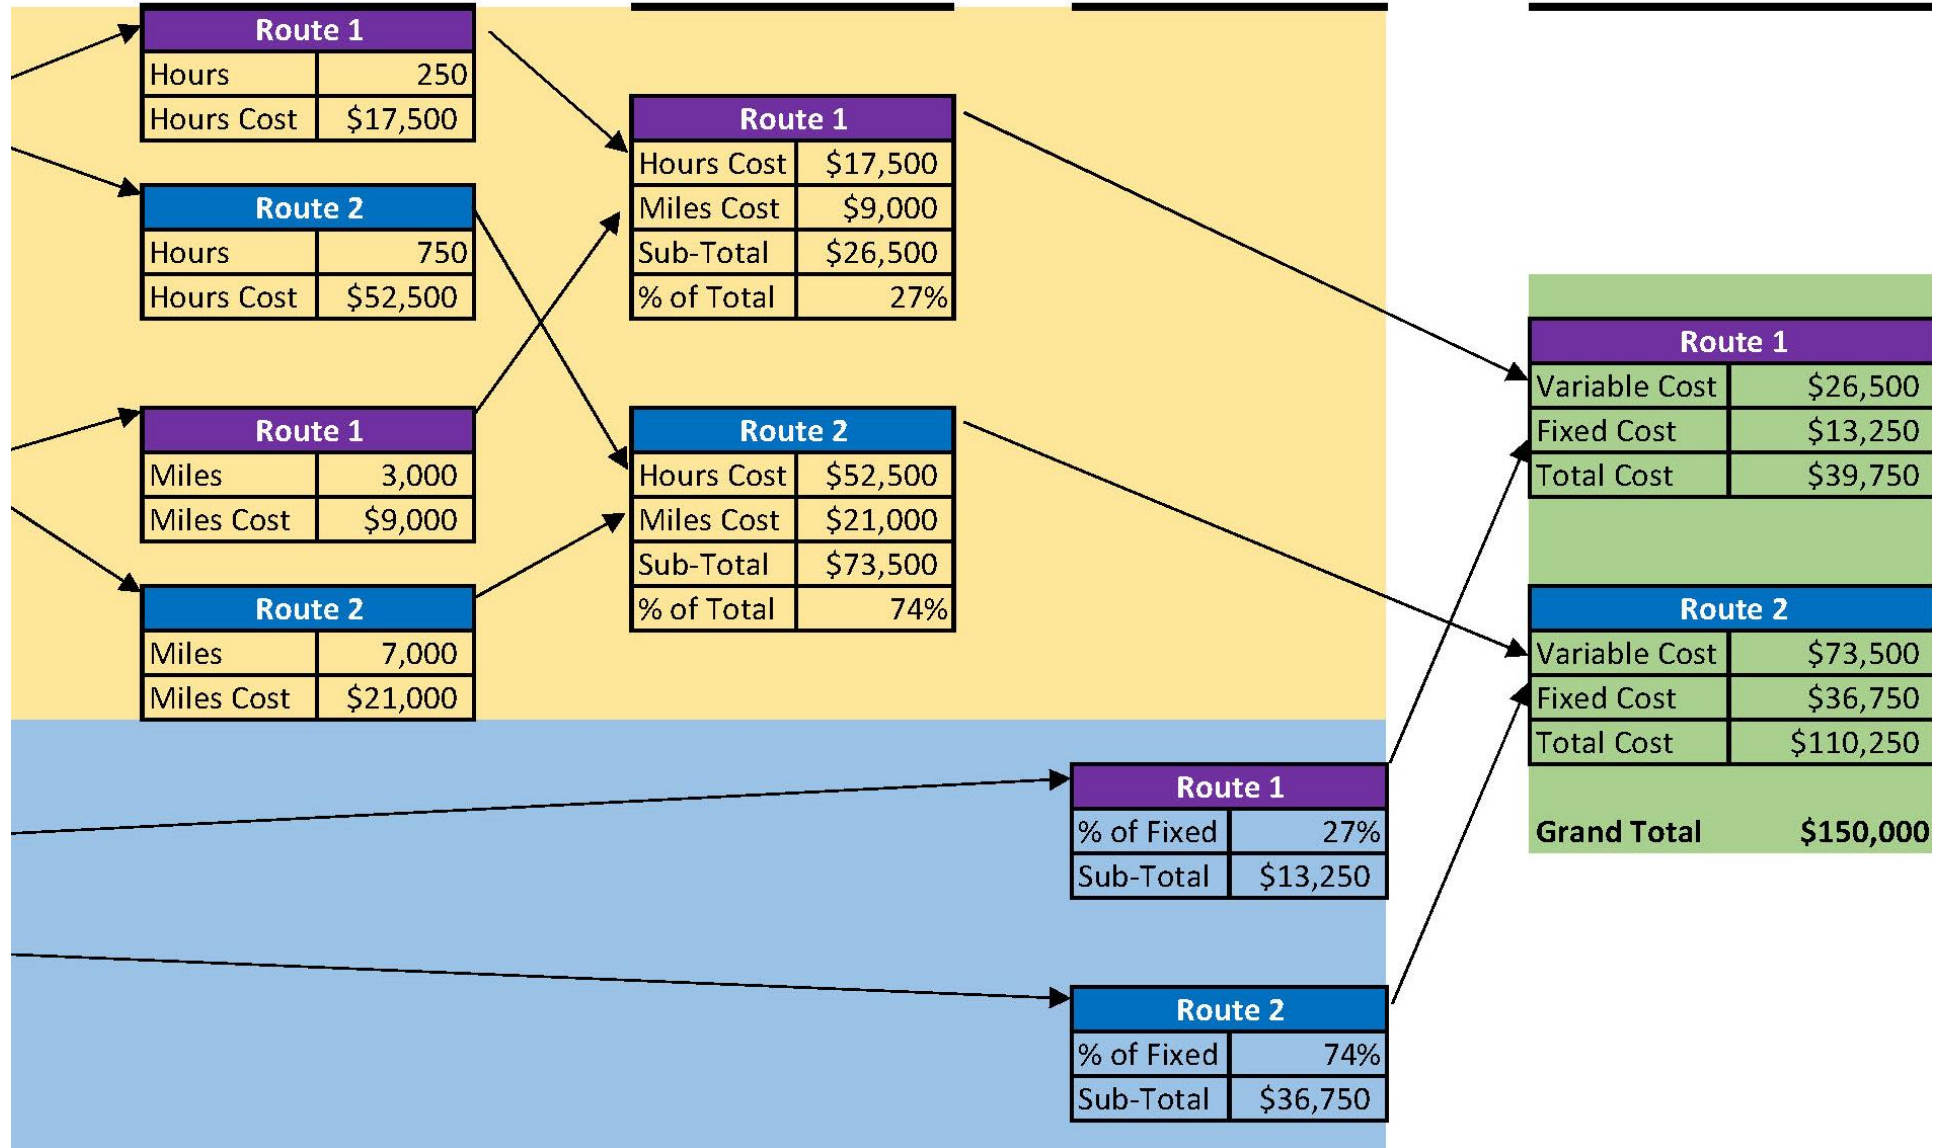 Route 1
Hours 250
Hours Cost $17,500
Route 2
Hours 750
Hours Cost $52,500
Route 1
Miles 3,000
Miles Cost $9,000
Route 2
Miles 7,000
Miles Cost $21,000
Route 1
Hours Cost $17,500
Miles Cost $9,000
Sub-Total $26,500
% of Total 27%
Route 2
Hours Cost $52,500
Miles Cost $21,000
Sub-Total $73,500
% of Total 74%
Route 1
% of Fixed 27%
Sub-Total $13,250
Route 2
% of Fixed 74%
Sub-Total $36,750
Route 1
Variable Cost $26,500
Fixed Cost $13,250
Total Cost $39,750
Route 2
Variable Cost $73,500
Fixed Cost $36,750
Total Cost $110,250
Grand Total $150,000